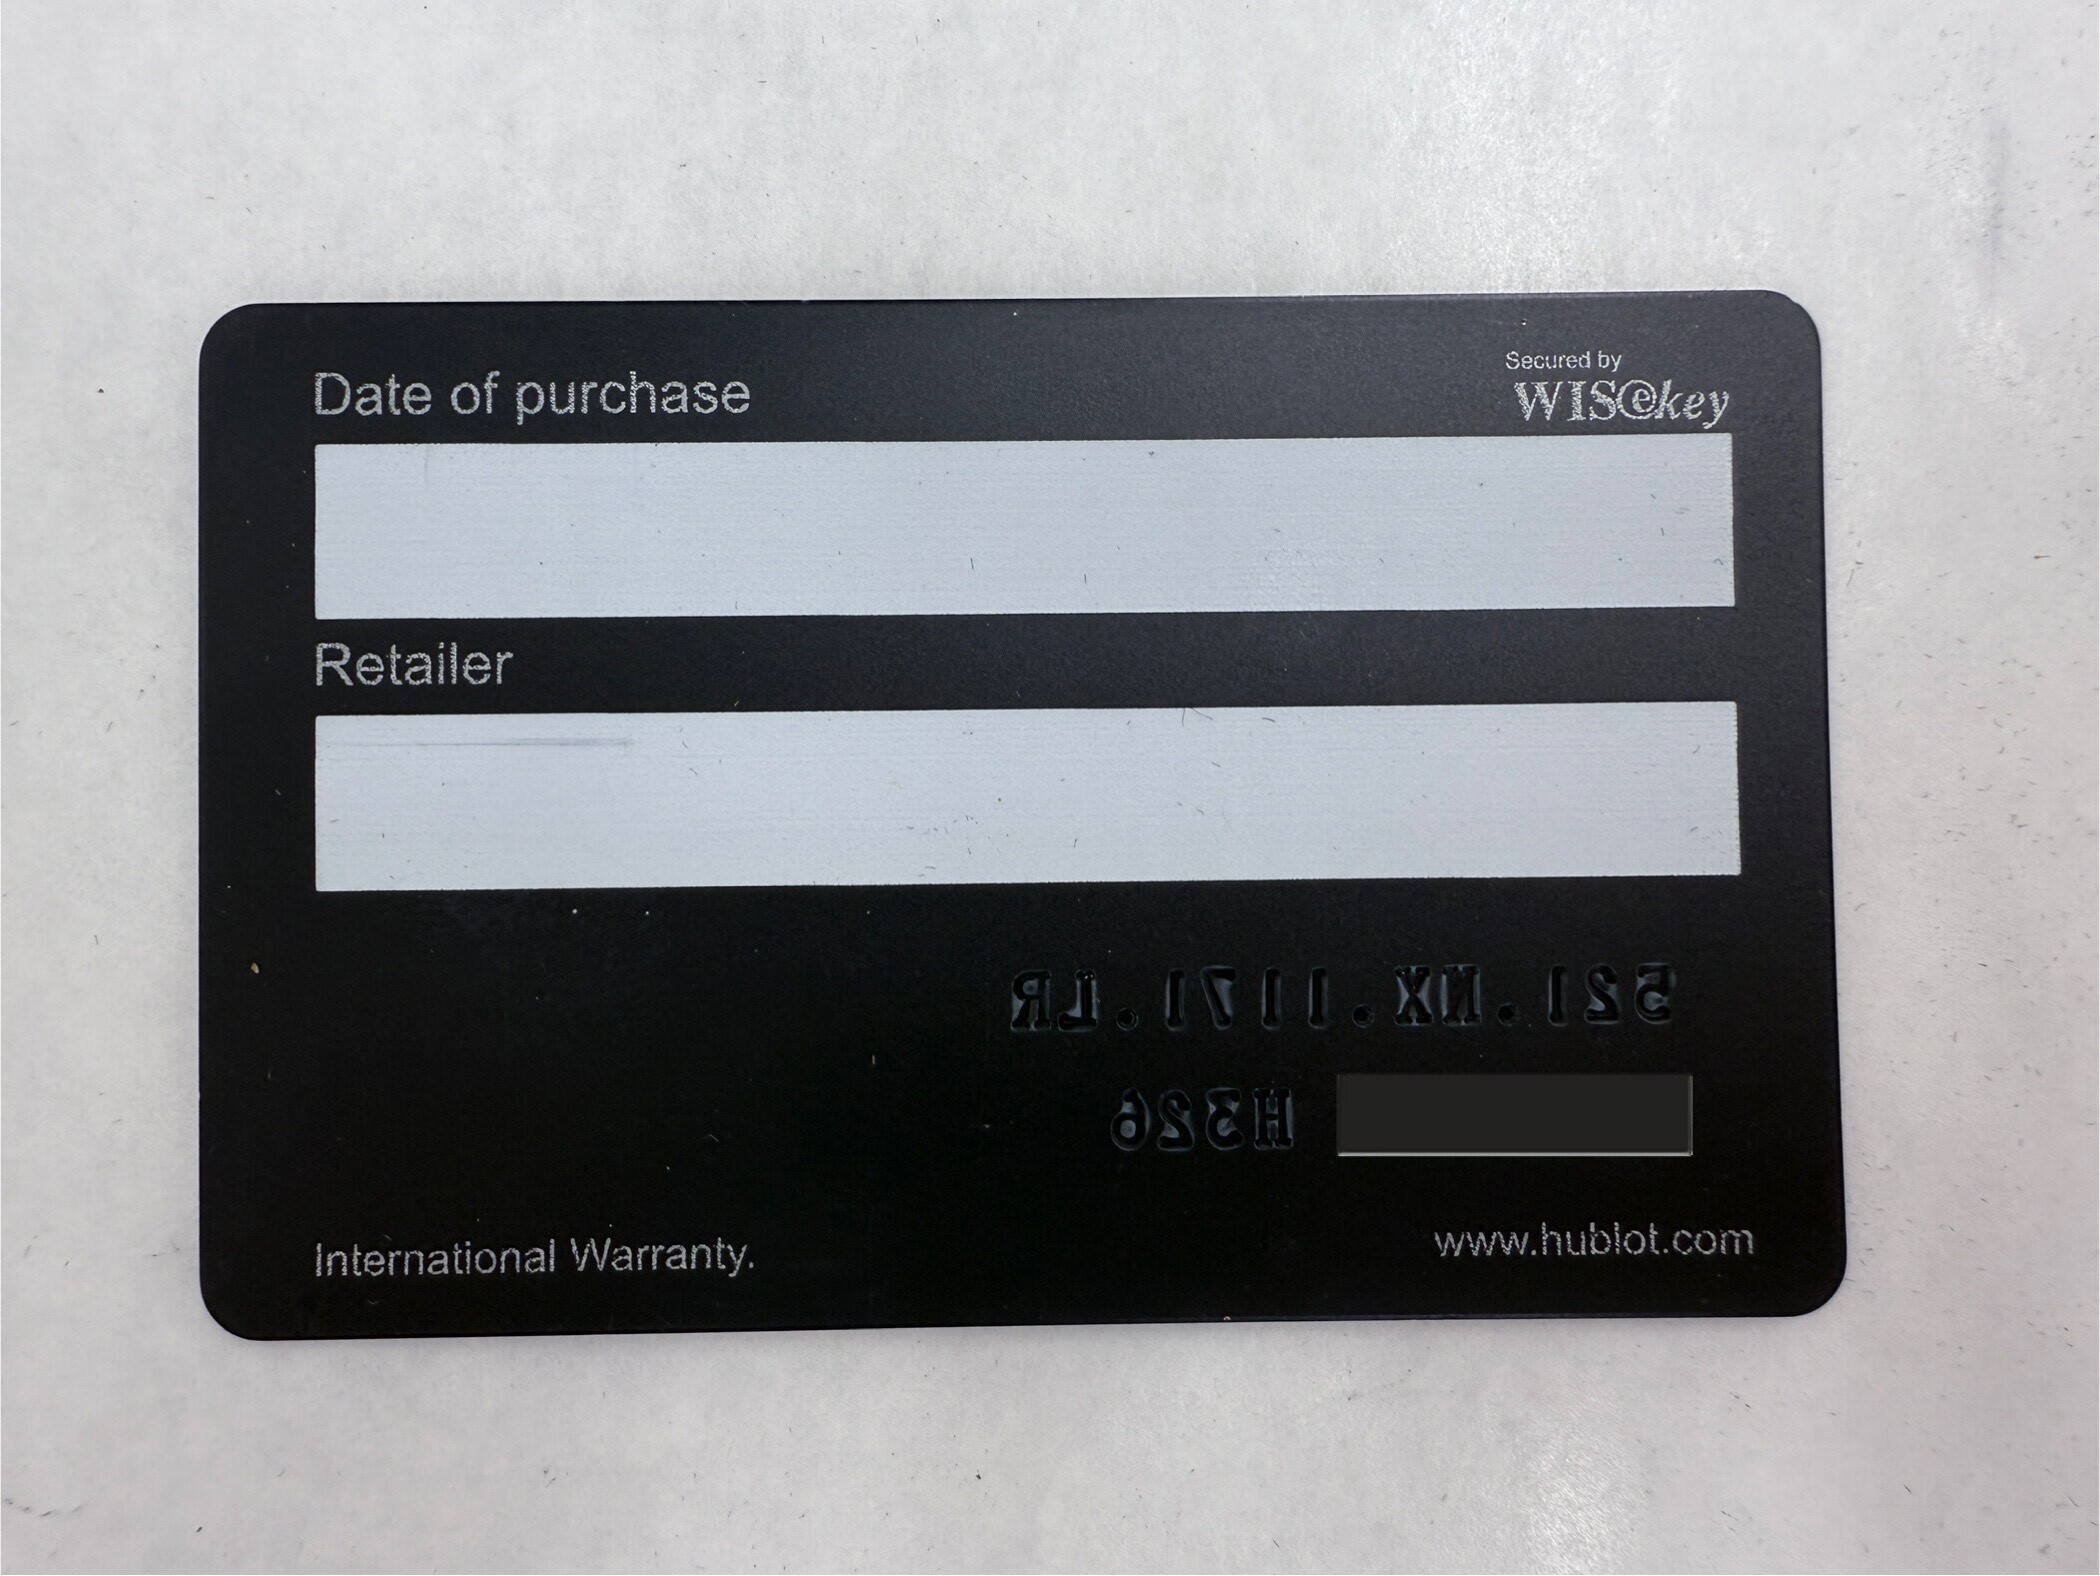 Date of purchase
Secured by
WISekey
Retailer
521.NX.1171.LR
H326
International Warranty.
www.hublot.com